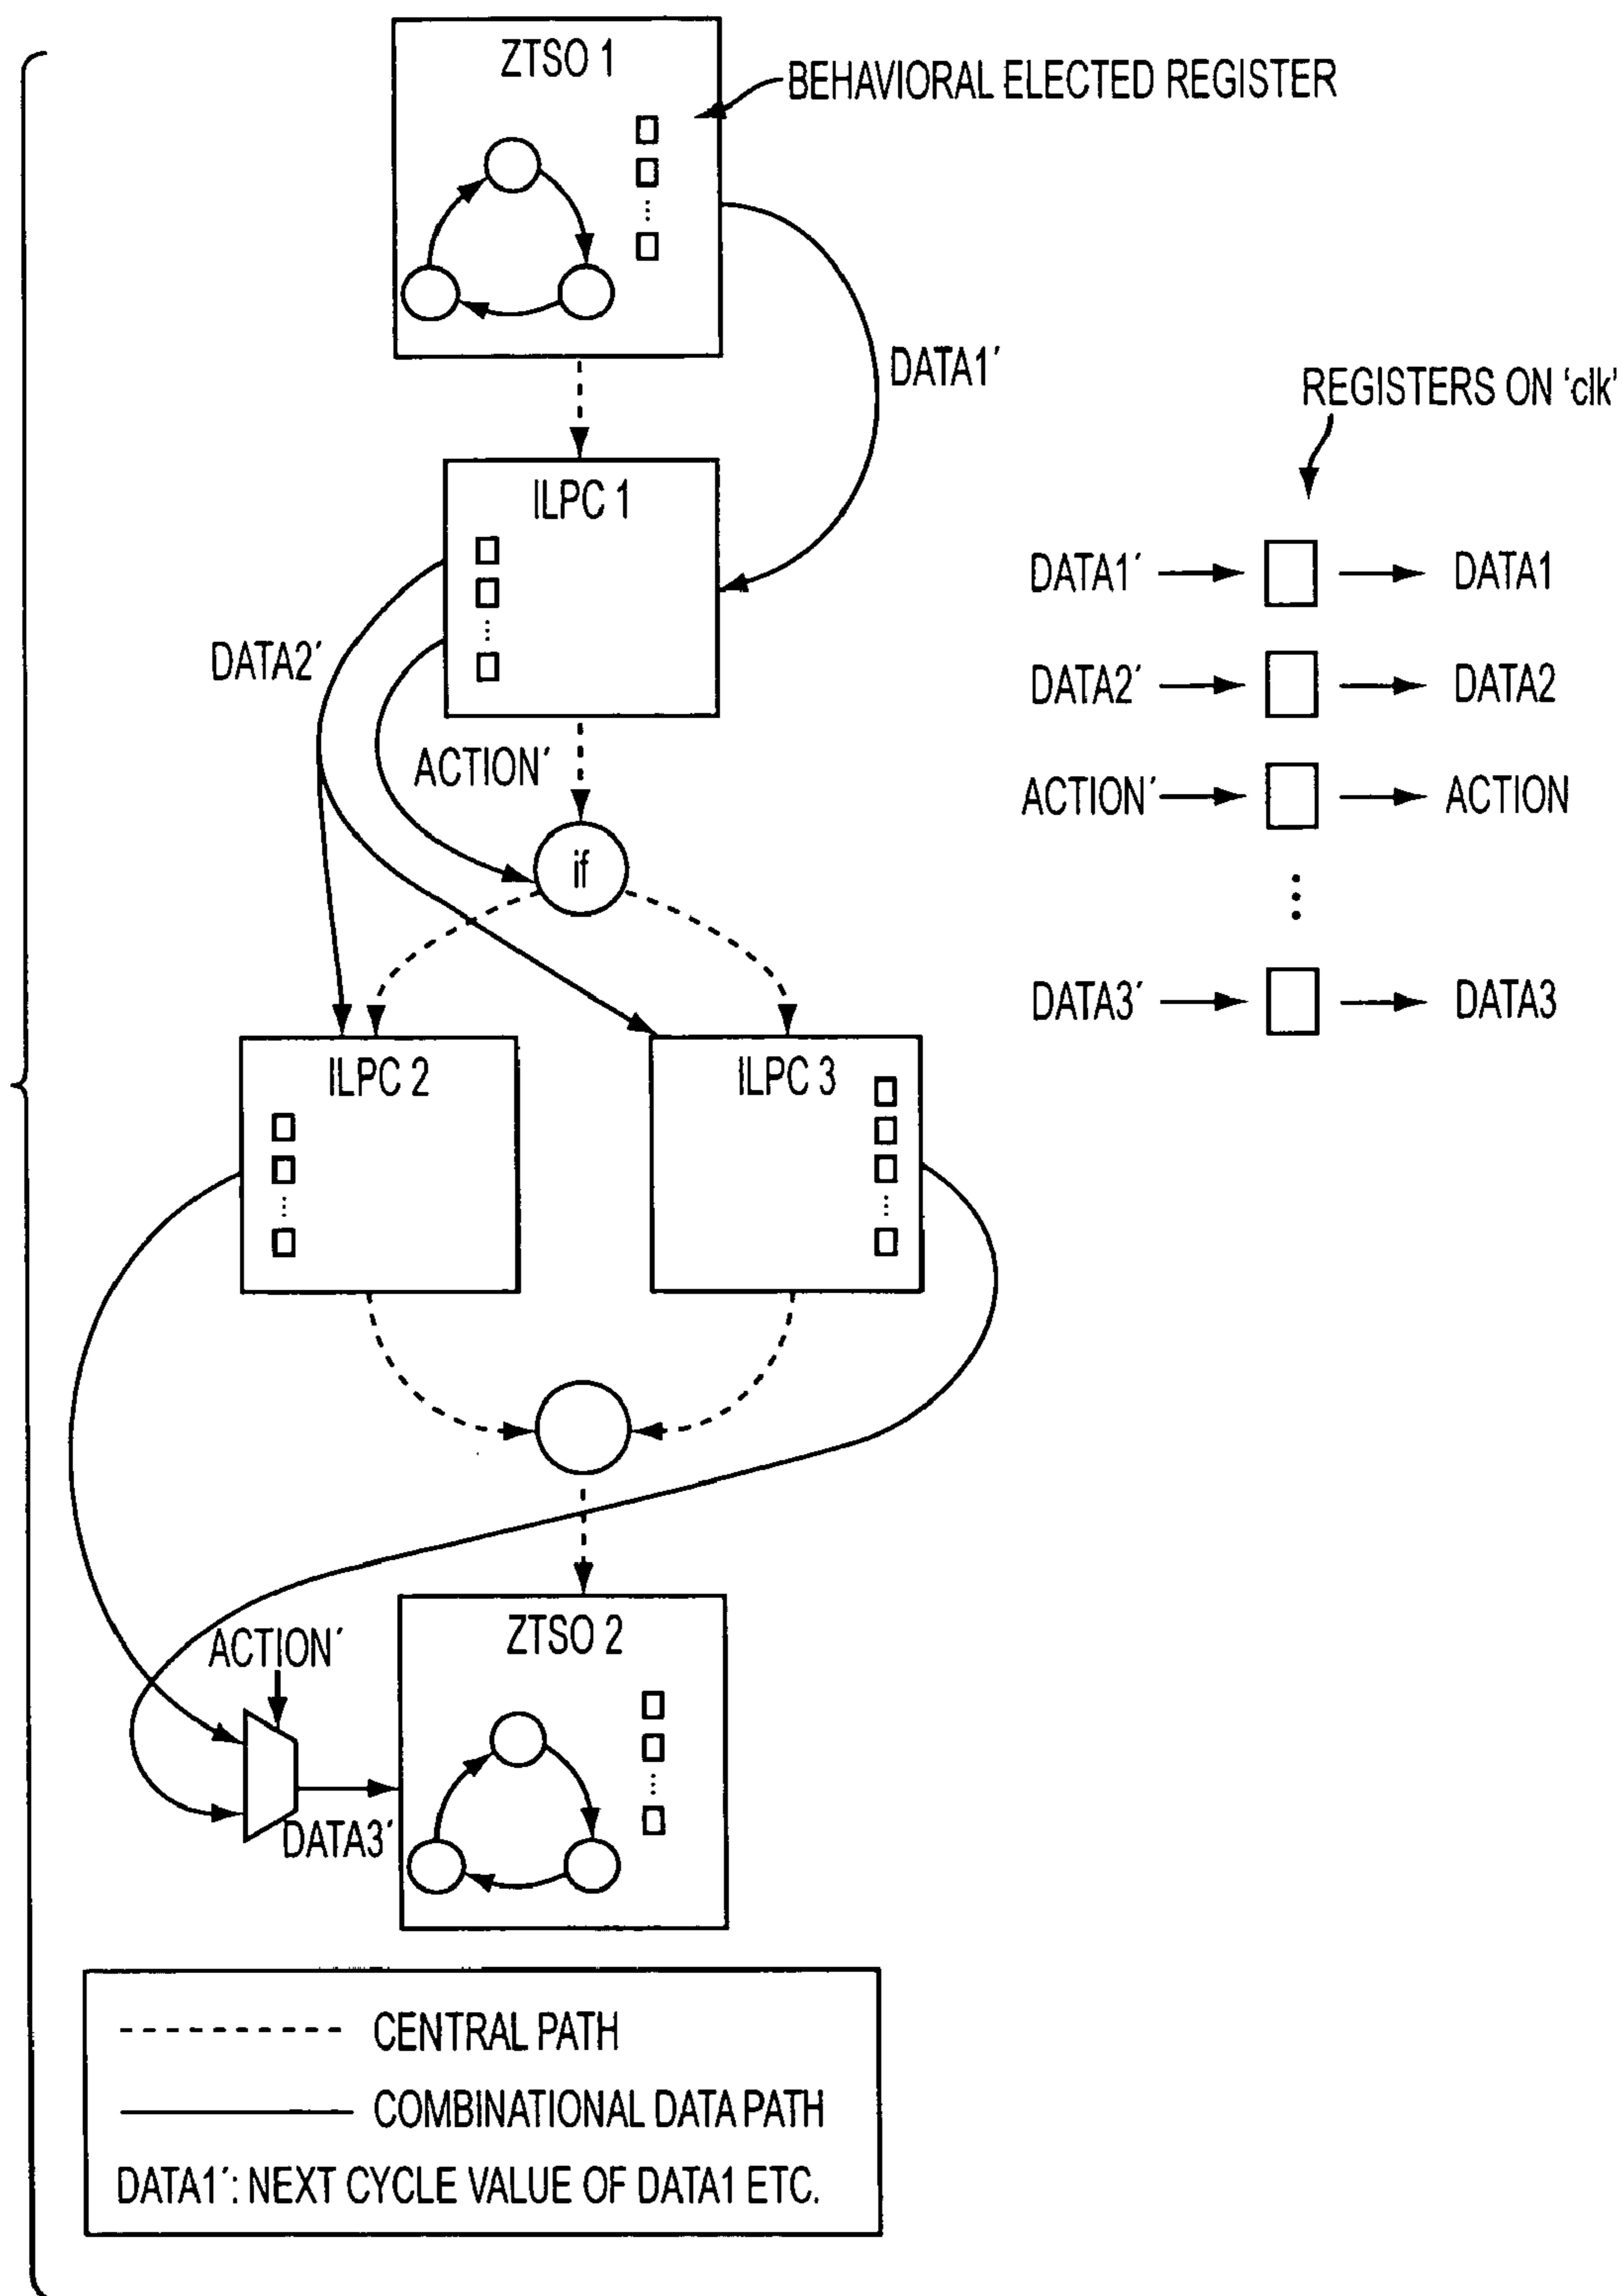 ZTSO 1
BEHAVIORAL ELECTED REGISTER
DATA1′
REGISTERS ON ‘clk’
ILPC 1
DATA1′
DATA1
DATA2′
DATA2′
DATA2
ACTION′
ACTION′
ACTION
if
DATA3′
DATA3
ILPC 2
ILPC 3
ZTSO 2
ACTION′
DATA3′
CENTRAL PATH
COMBINATIONAL DATA PATH
DATA1′: NEXT CYCLE VALUE OF DATA1 ETC.